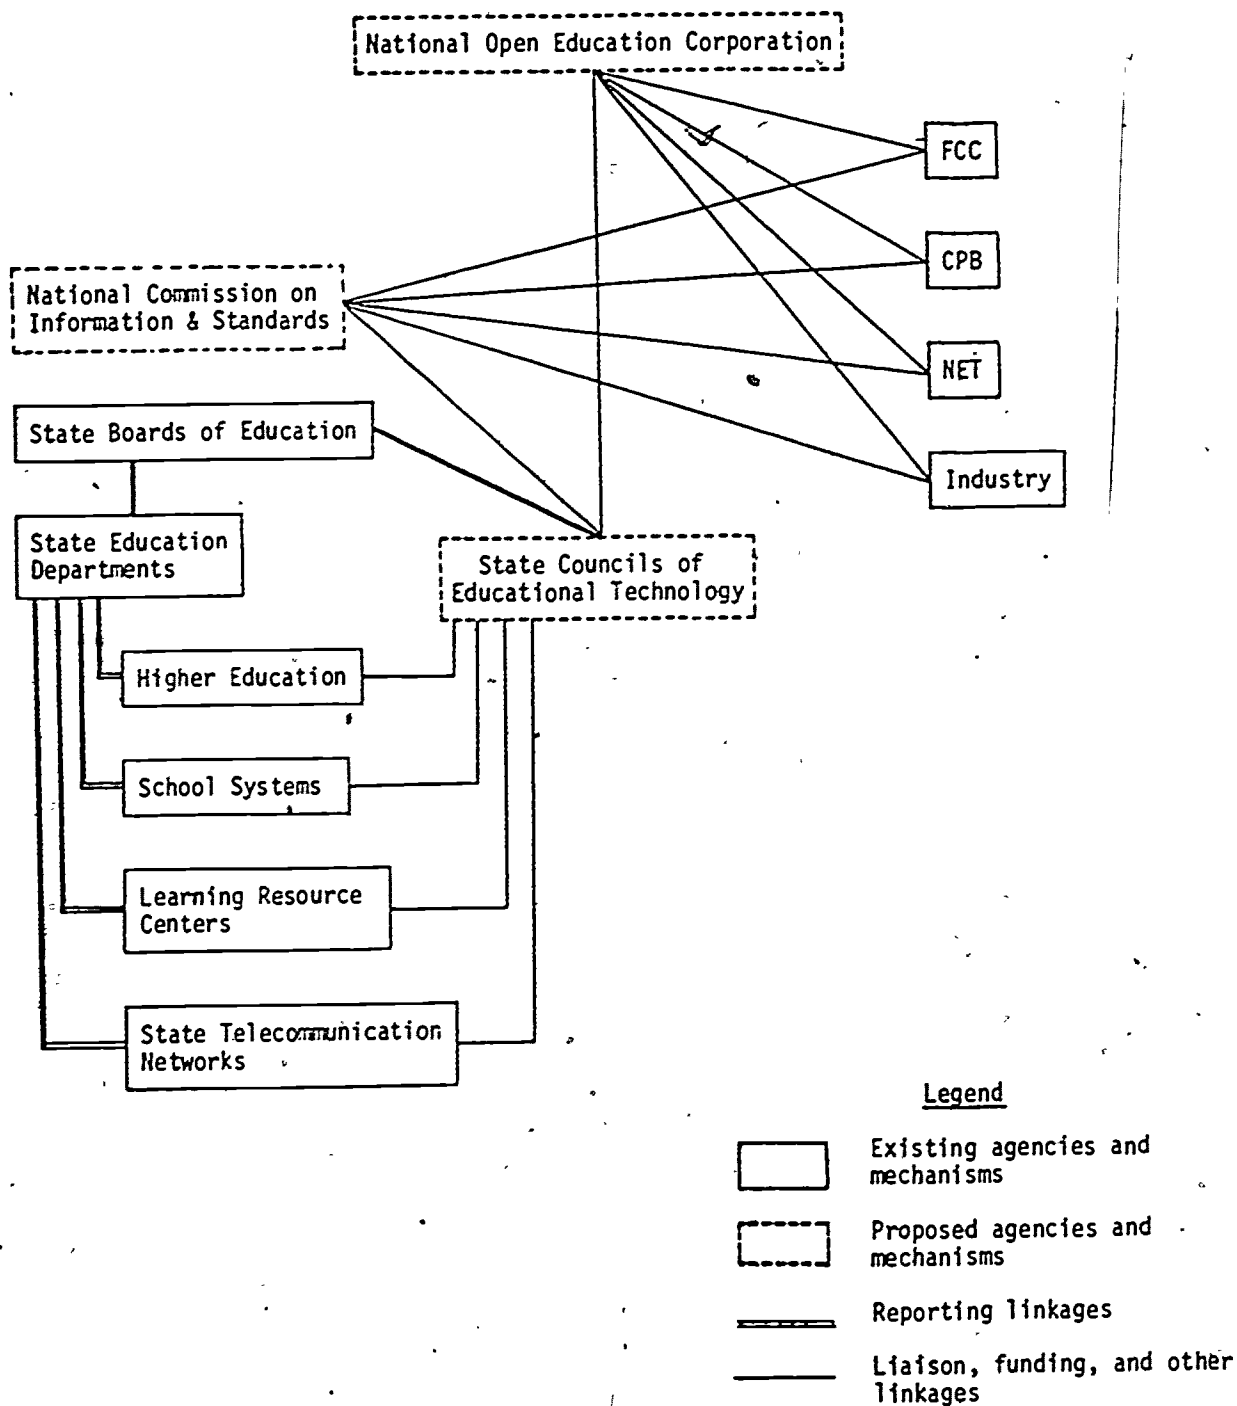 National Open Education Corporation
FCC
CPB
National Commission on
Information & Standards
NET
State Boards of Education
Industry
State Education
Departments
State Councils of
Educational Technology
Higher Education
School Systems
Learning Resource
Centers
State Telecommunication
Networks
Legend
Existing agencies and
mechanisms
Proposed agencies and
mechanisms
Reporting linkages
Liaison, funding, and other
linkages